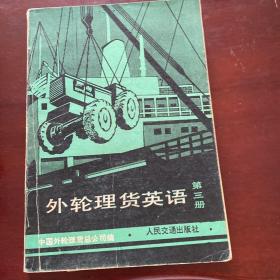 外轮理货英语
第三册
中国外轮理货总公司编
·人民交通出版社·